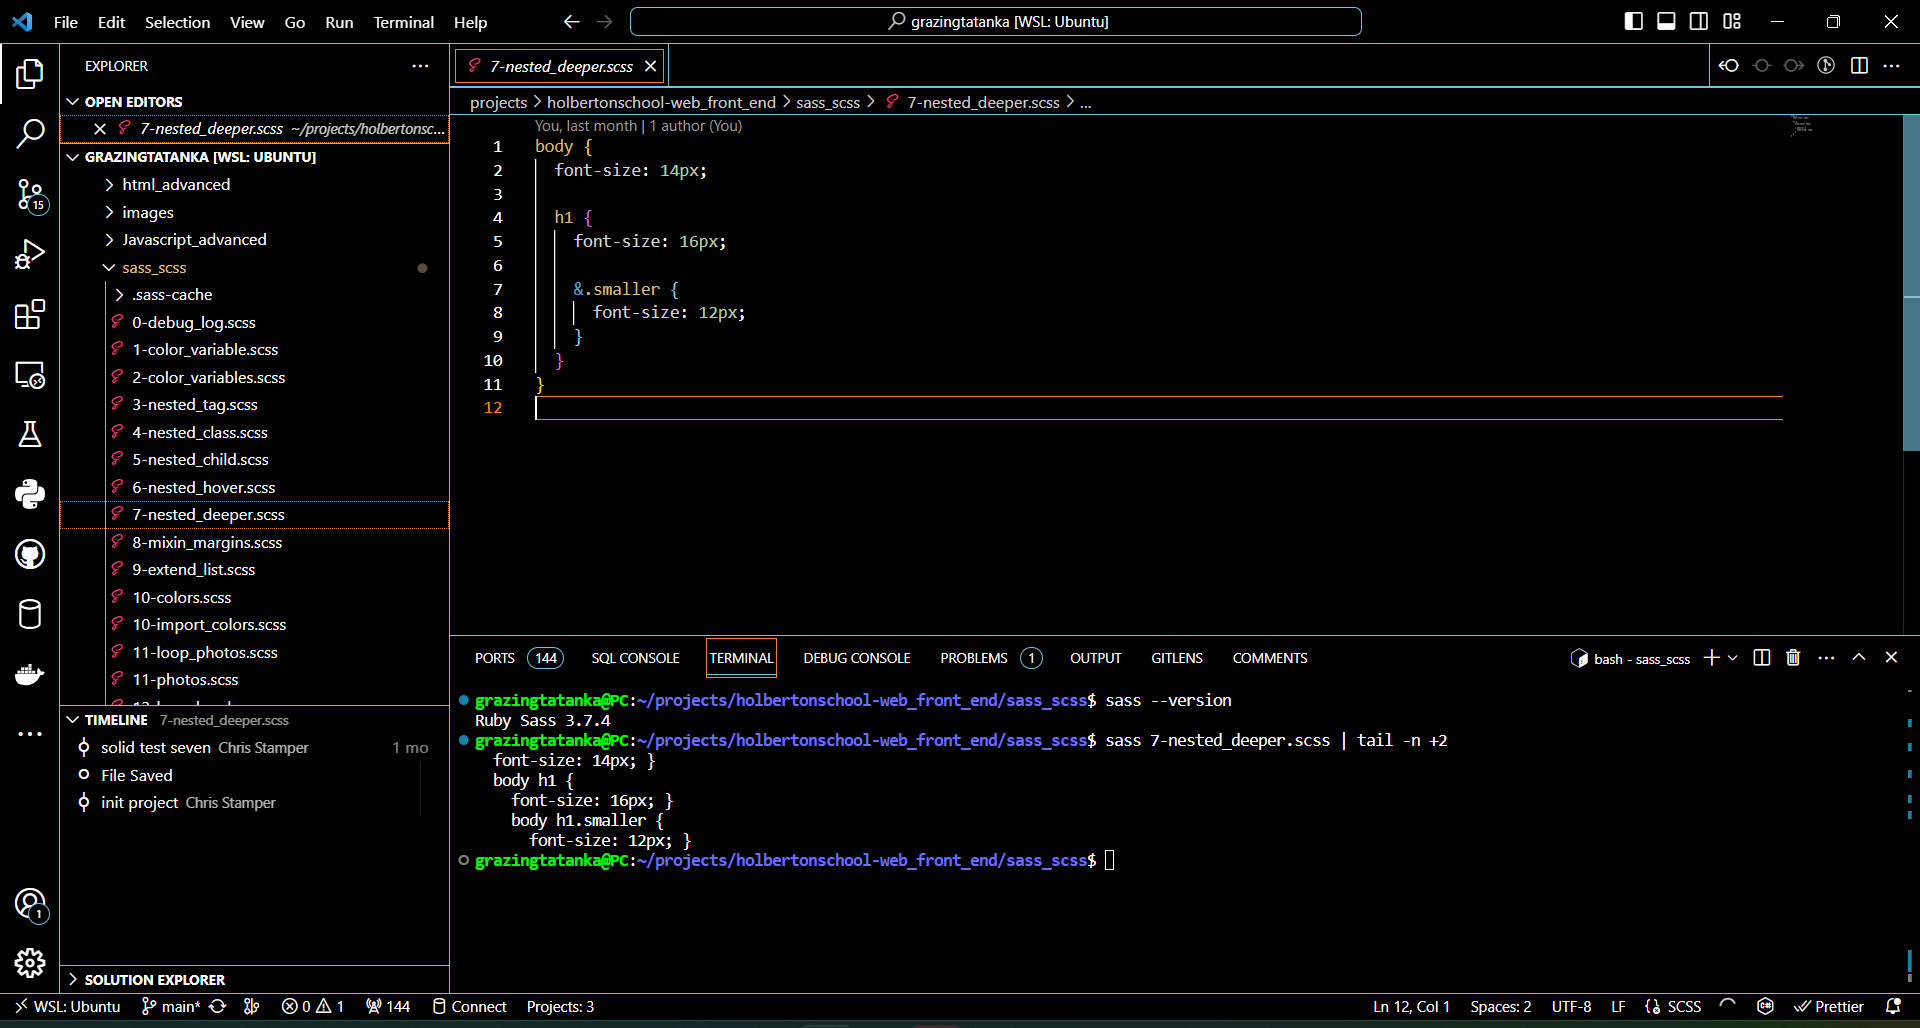 File Edit Selection View Go Run Terminal Help
grazingtatanka [WSL: Ubuntu]
EXPLORER
OPEN EDITORS
7-nested_deeper.scss ~/projects/holbertonsc...
GRAZINGTATANKA [WSL: UBUNTU]
html_advanced
images
Javascript_advanced
sass_scss
.sass-cache
0-debug_log.scss
1-color_variable.scss
2-color_variables.scss
3-nested_tag.scss
4-nested_class.scss
5-nested_child.scss
6-nested_hover.scss
7-nested_deeper.scss
8-mixin_margins.scss
9-extend_list.scss
10-colors.scss
10-import_colors.scss
11-loop_photos.scss
11-photos.scss
TIMELINE 7-nested_deeper.scss
solid test seven Chris Stamper 1 mo
File Saved
init project Chris Stamper
SOLUTION EXPLORER
15
1
7-nested_deeper.scss
projects > holbertonschool-web_front_end > sass_scss > 7-nested_deeper.scss > ...
You, last month | 1 author (You)
1 body {
2   font-size: 14px;
3
4   h1 {
5     font-size: 16px;
6
7     &.smaller {
8       font-size: 12px;
9     }
10   }
11 }
12
PORTS 144 SQL CONSOLE TERMINAL DEBUG CONSOLE PROBLEMS 1 OUTPUT GITLENS COMMENTS
bash - sass_scss
grazingtatanka@PC:~/projects/holbertonschool-web_front_end/sass_scss$ sass --version
Ruby Sass 3.7.4
grazingtatanka@PC:~/projects/holbertonschool-web_front_end/sass_scss$ sass 7-nested_deeper.scss | tail -n +2
  font-size: 14px; }
  body h1 {
    font-size: 16px; }
    body h1.smaller {
      font-size: 12px; }
grazingtatanka@PC:~/projects/holbertonschool-web_front_end/sass_scss$
WSL: Ubuntu main* 0 1 144 Connect Projects: 3
Ln 12, Col 1 Spaces: 2 UTF-8 LF {} SCSS Prettier